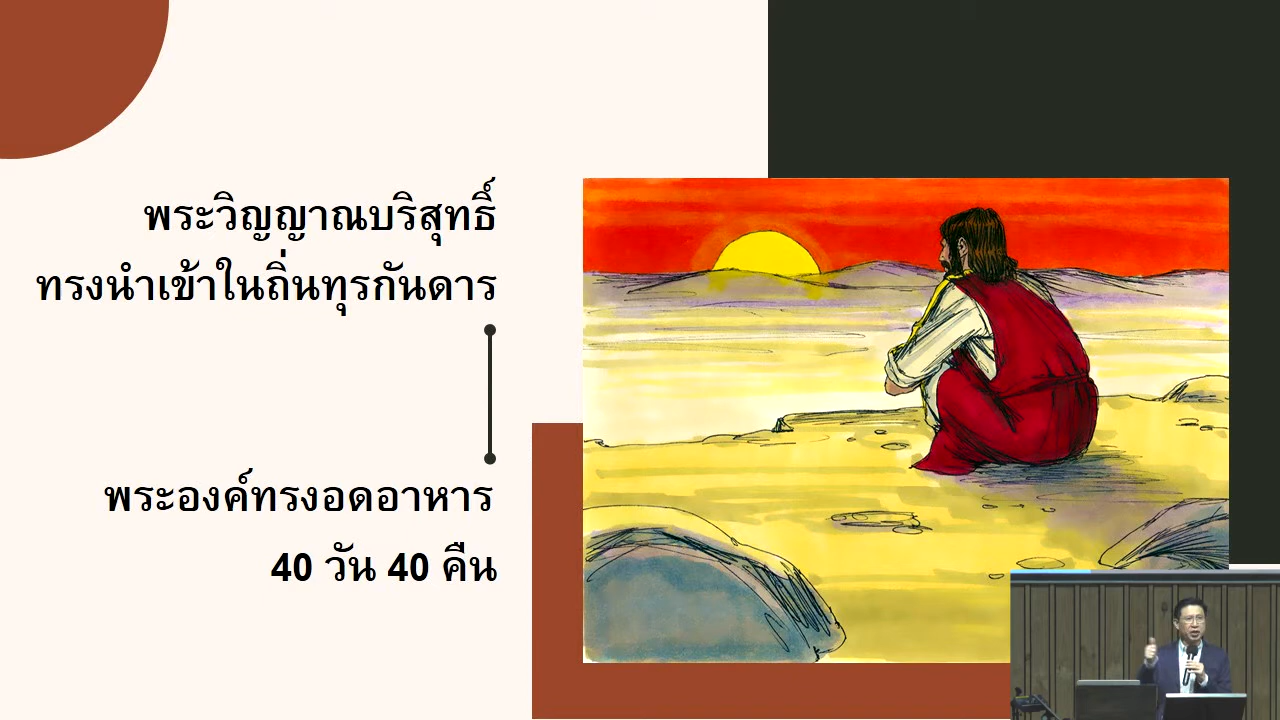 พระวิญญาณบริสุทธิ์
ทรงนำเข้าในถิ่นทุรกันดาร
พระองค์ทรงอดอาหาร
40 วัน 40 คืน